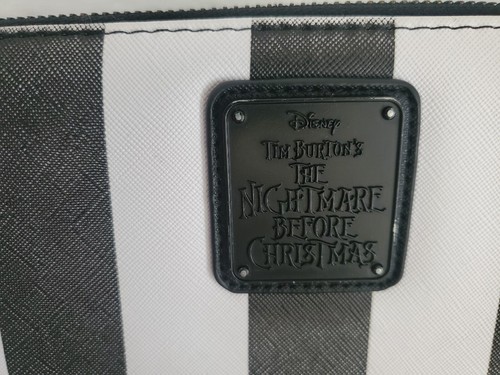 Disney
TIM BURTON'S
THE
NIGHTMARE
BEFORE
CHRISTMAS